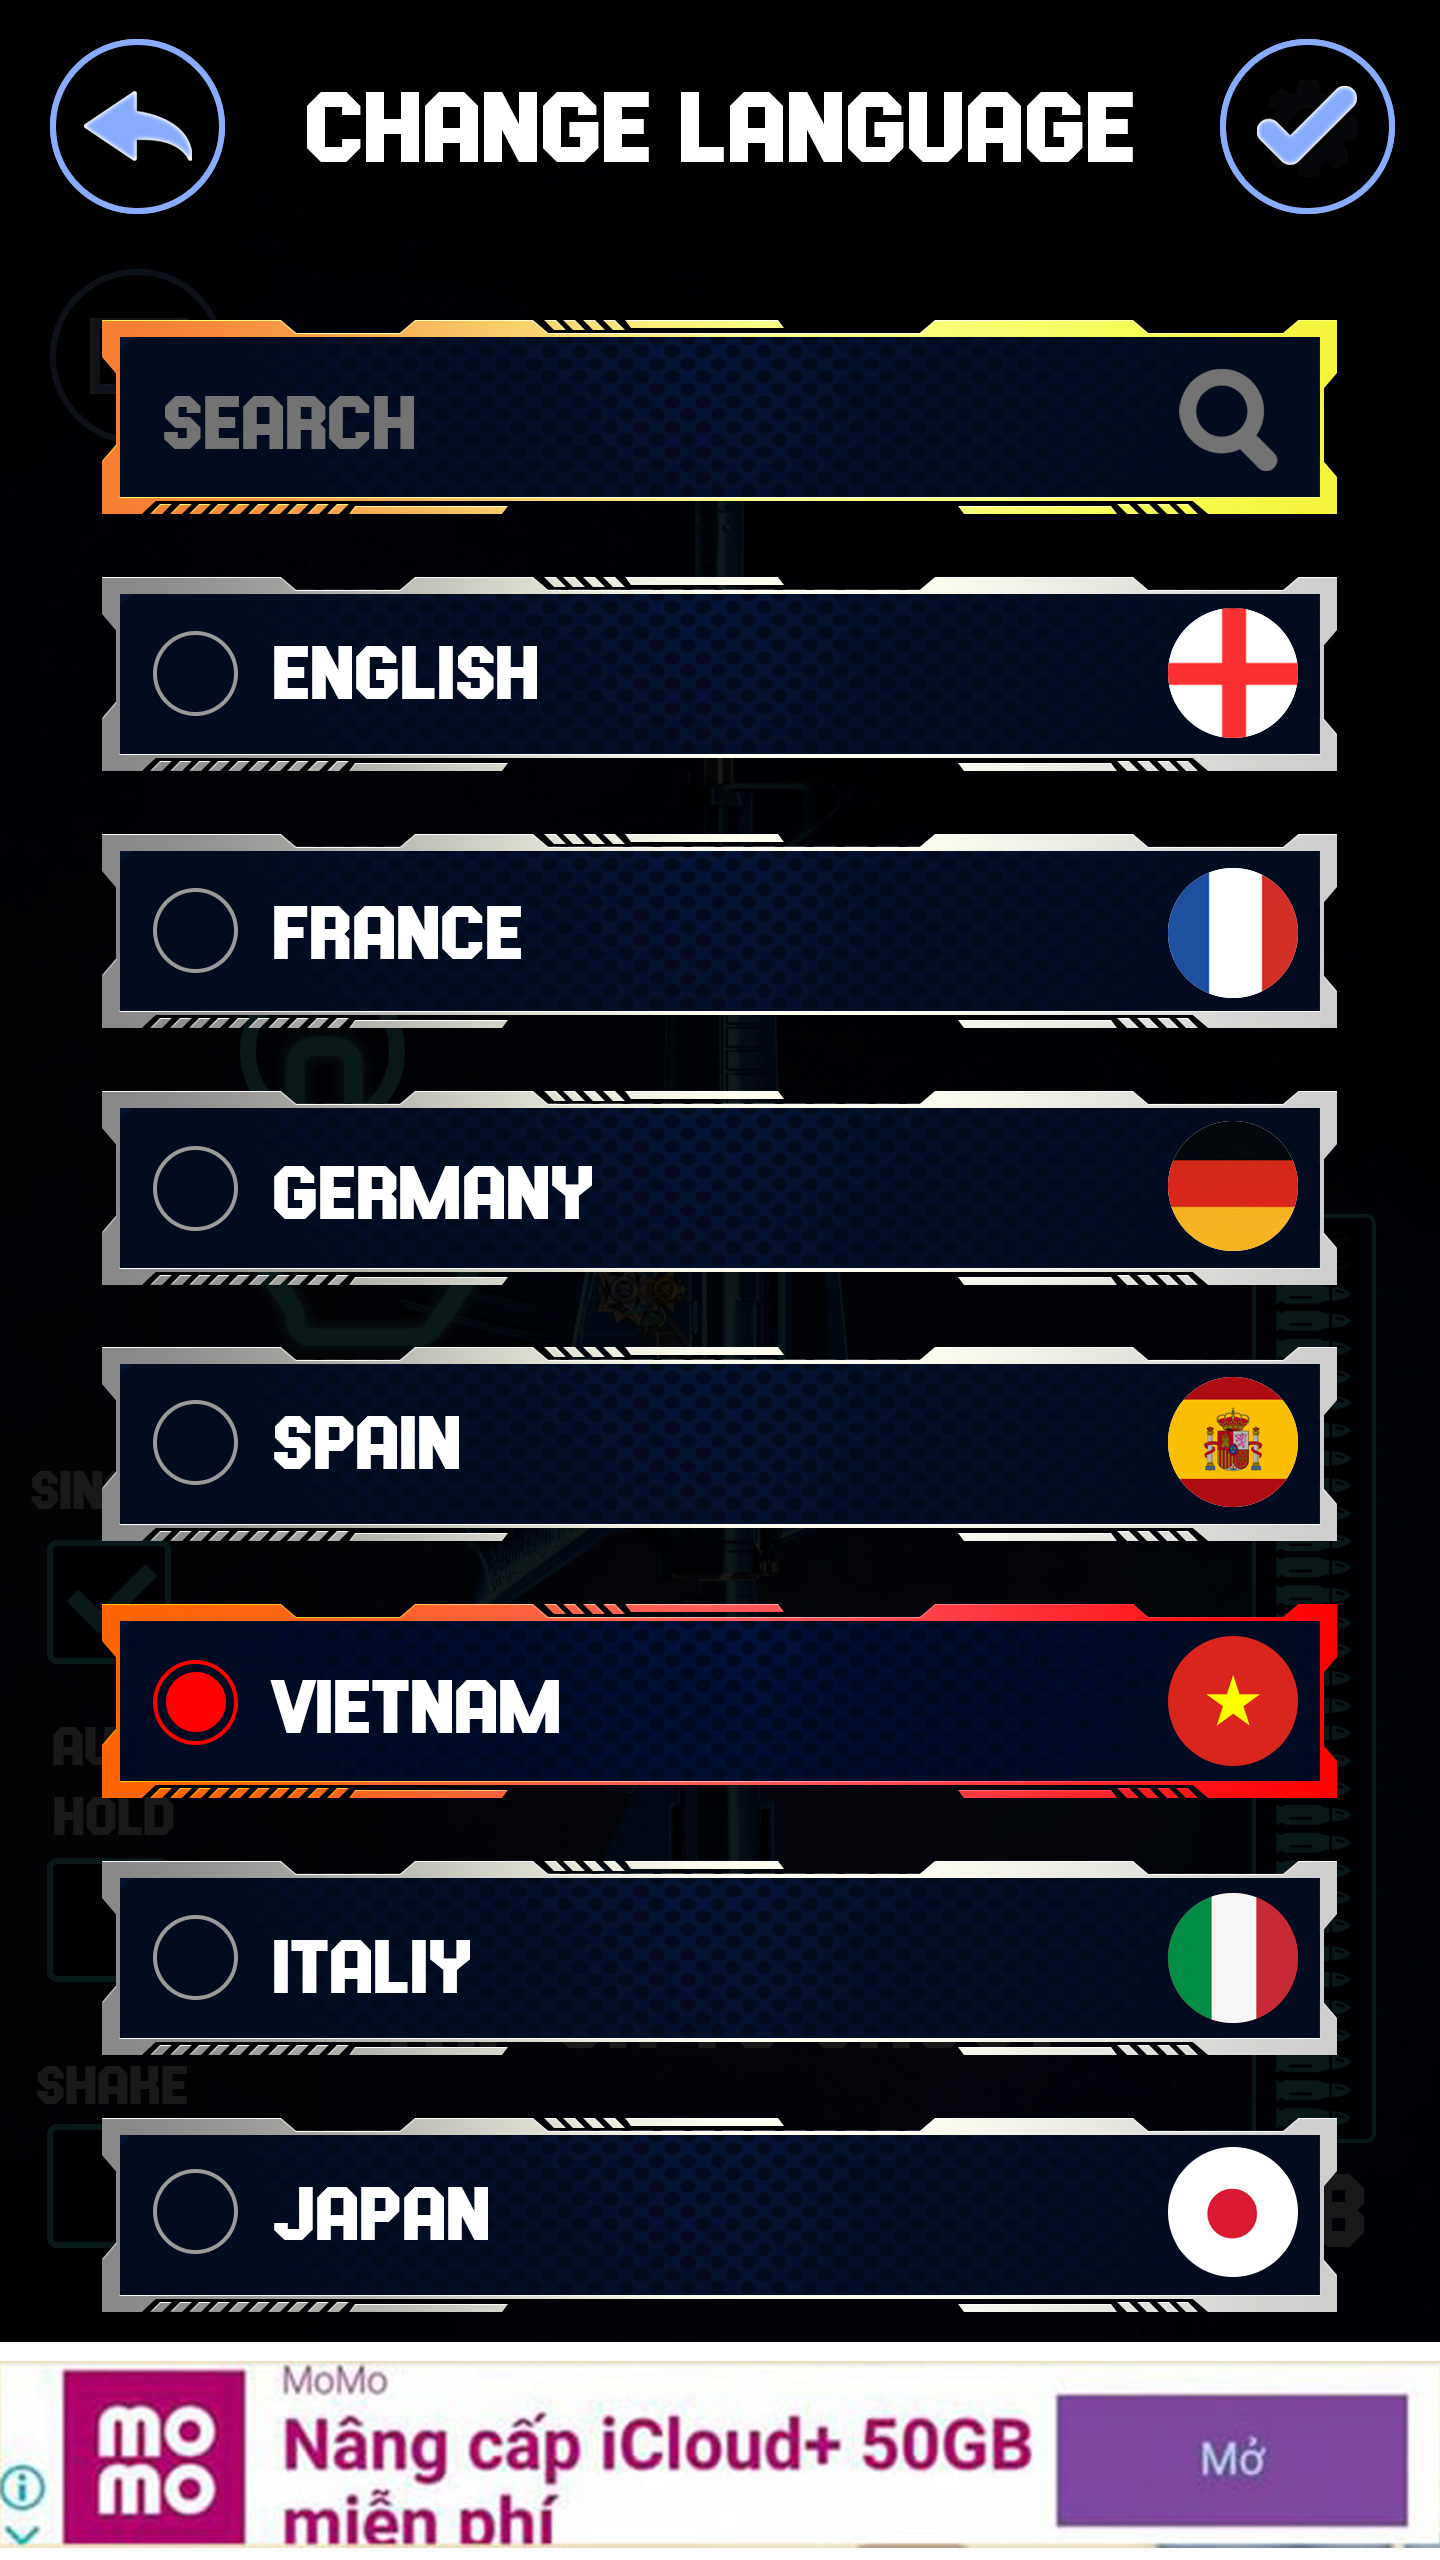 CHANGE LANGUAGE
SEARCH
ENGLISH
FRANCE
GERMANY
SPAIN
SIN
VIETNAM
AU
HOLD
ITALIY
SHAKE
JAPAN
B
MoMo
mo
mo
Nâng cấp iCloud+ 50GB
miễn phí
Mở